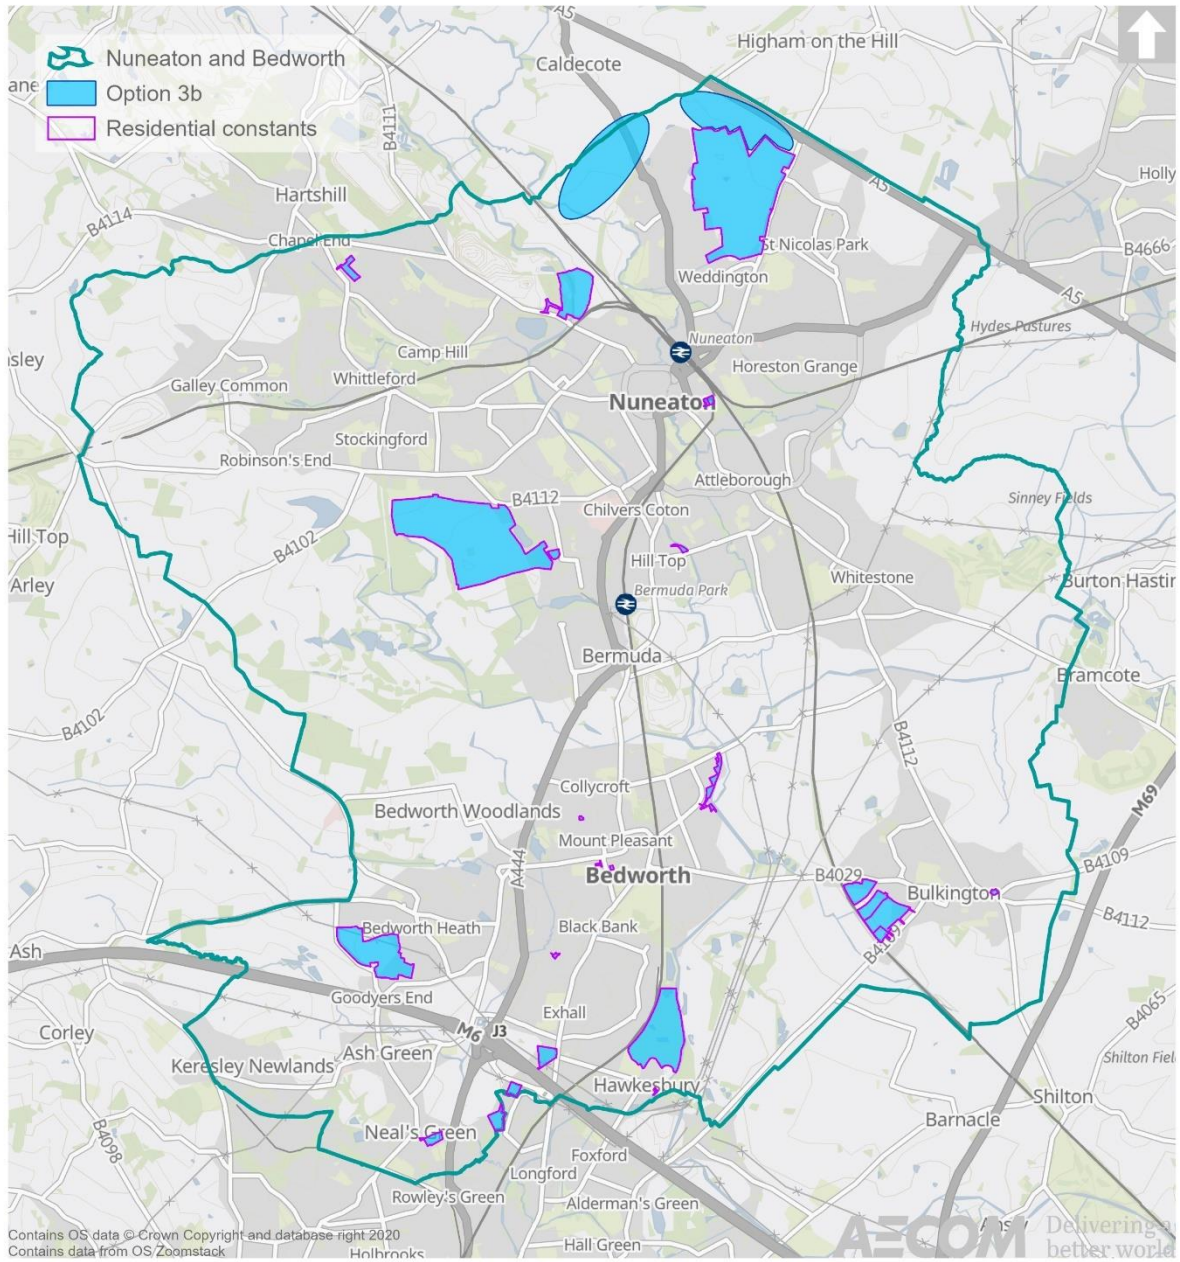 A5
Higham on the Hill
Nuneaton and Bedworth
Caldecote
ane
Option 3b
Residential constants
B4111
A5
Holly
Hartshill
B4114
Chapel End
St Nicolas Park
B4666
Weddington
A5
Hydes Pastures
Nuneaton
Camp Hill
Horeston Grange
Whittleford
Galley Common
Nuneaton
Stockingford
Robinson's End
Attleborough
B4112
Sinney Fields
Chilvers Coton
Hill Top
B4102
Hill Top
Whitestone
Burton Hastin
Arley
Bermuda Park
Bermuda
Bramcote
B4102
B4112
Collycroft
M69
Bedworth Woodlands
Mount Pleasant
A444
B4109
Bedworth
B4029
Bulkington
B4112
Bedworth Heath
Black Bank
B4109
Ash
Goodyers End
Exhall
B4065
Corley
M6
J3
Ash Green
Keresley Newlands
Shilton Fiel
Hawkesbury
Shilton
Barnacle
Neal's Green
B4098
Foxford
Longford
Rowley's Green
Alderman's Green
Contains OS data © Crown Copyright and database right 2020
Contains data from OS Zoomstack
Holbrooks
Hall Green
AECOM
Delivering a
better world